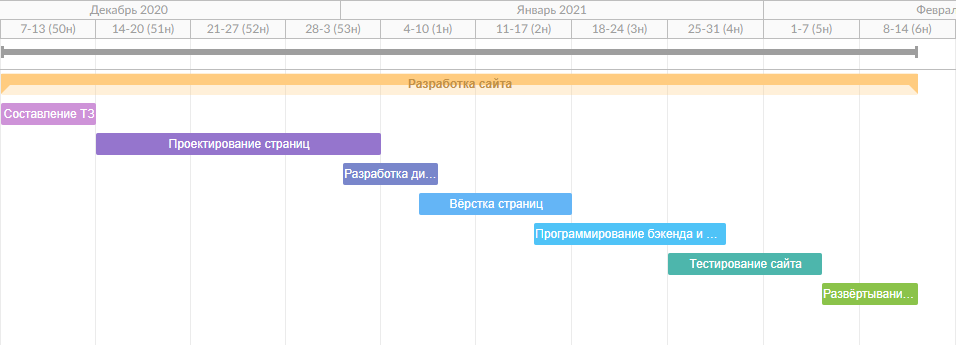 Декабрь 2020 Январь 2021 Феврал
7-13 (50н) 14-20 (51н) 21-27 (52н) 28-3 (53н) 4-10 (1н) 11-17 (2н) 18-24 (3н) 25-31 (4н) 1-7 (5н) 8-14 (6н)
Разработка сайта
Составление ТЗ
Проектирование страниц
Разработка ди...
Вёрстка страниц
Программирование бэкенда и ...
Тестирование сайта
Развёртывани...